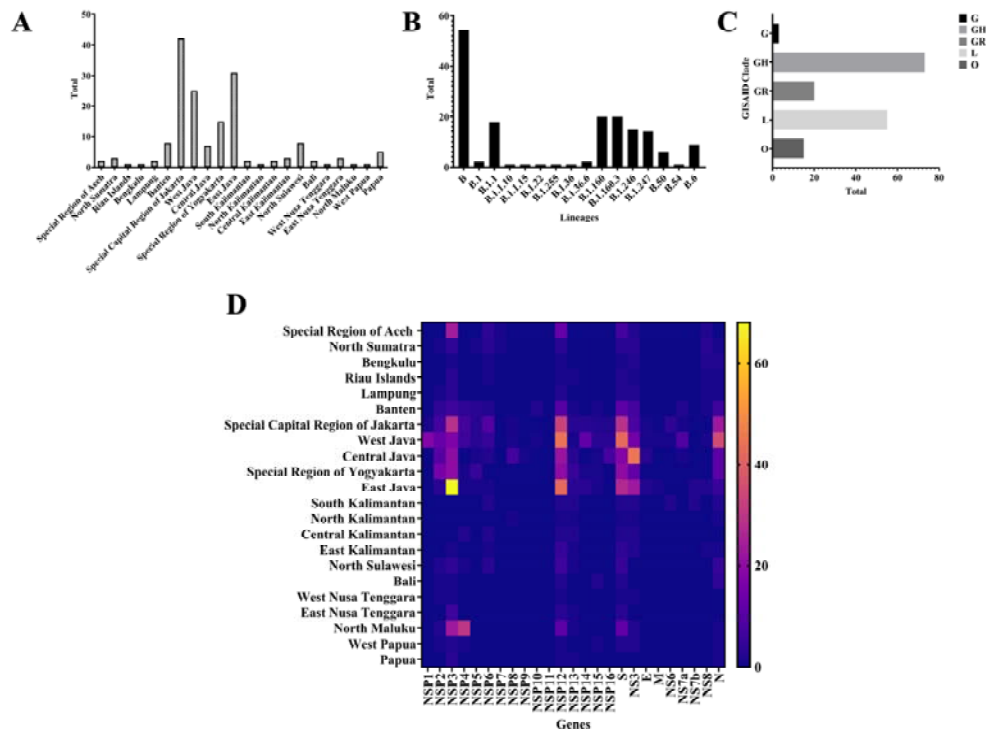 A
50
40
30
20
10
0
Total
Special Region of Aceh
North Sumatra
Rian Islands
Bengkulu
Lampung
Banten
Special Capital Region of Jakarta
West Java
Central Java
Special Region of Yogyakarta
East Java
South Kalimantan
North Kalimantan
Central Kalimantan
East Kalimantan
North Sulawesi
Bali
West Nusa Tenggara
East Nusa Tenggara
North Maluku
West Papua
Papua
B
60
40
20
0
Total
B
B.1
B.1.1
B.1.1.10
B.1.1.15
B.1.22
B.1.255
B.1.36
B.1.36.6
B.1.160
B.1.160.3
B.1.246
B.1.247
B.50
B.54
B.6
Lineages
C
GISAID Clade
G
GH
GR
L
O
0
20
40
60
80
Total
G
GH
GR
L
O
D
Special Region of Aceh
North Sumatra
Bengkulu
Riau Islands
Lampung
Banten
Special Capital Region of Jakarta
West Java
Central Java
Special Region of Yogyakarta
East Java
South Kalimantan
North Kalimantan
Central Kalimantan
East Kalimantan
North Sulawesi
Bali
West Nusa Tenggara
East Nusa Tenggara
North Maluku
West Papua
Papua
NSP1
NSP2
NSP3
NSP4
NSP5
NSP6
NSP7
NSP8
NSP9
NSP10
NSP11
NSP12
NSP13
NSP14
NSP15
NSP16
S
NS3
E
M
NS6
NS7a
NS7b
NS8
N
Genes
60
40
20
0